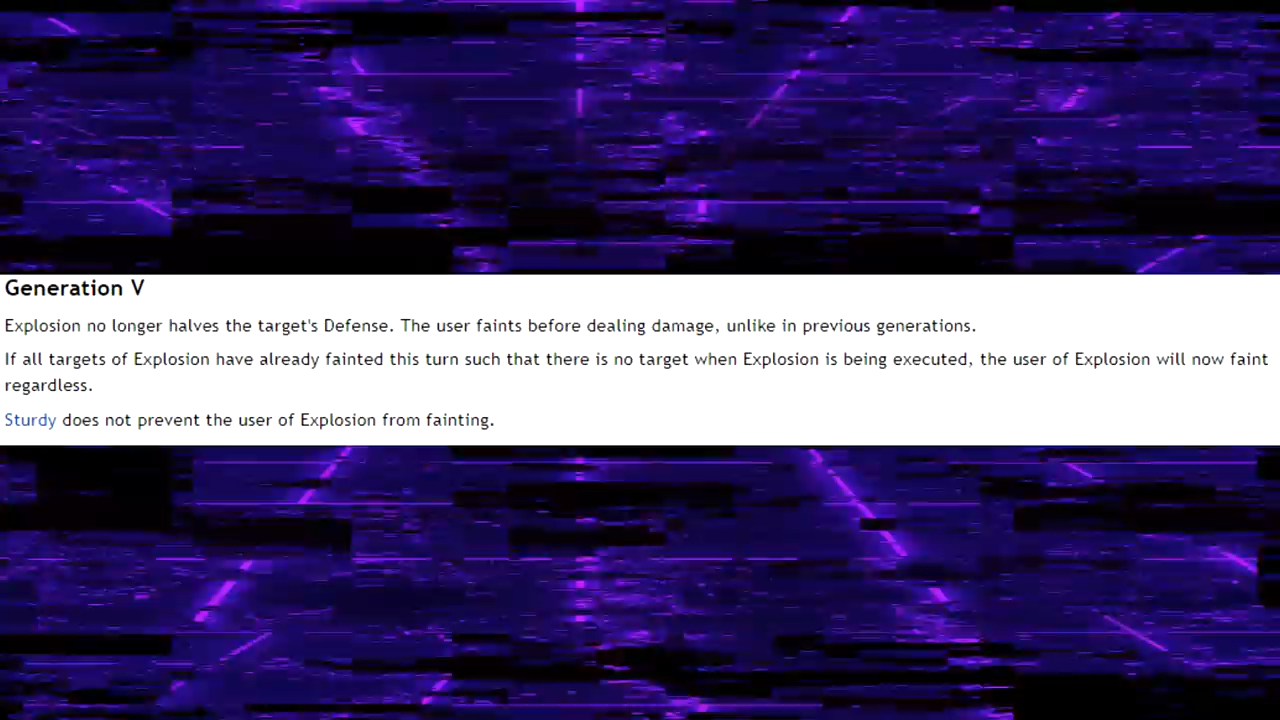 Generation V
Explosion no longer halves the target's Defense. The user faints before dealing damage, unlike in previous generations.
If all targets of Explosion have already fainted this turn such that there is no target when Explosion is being executed, the user of Explosion will now faint
regardless.
Sturdy does not prevent the user of Explosion from fainting.